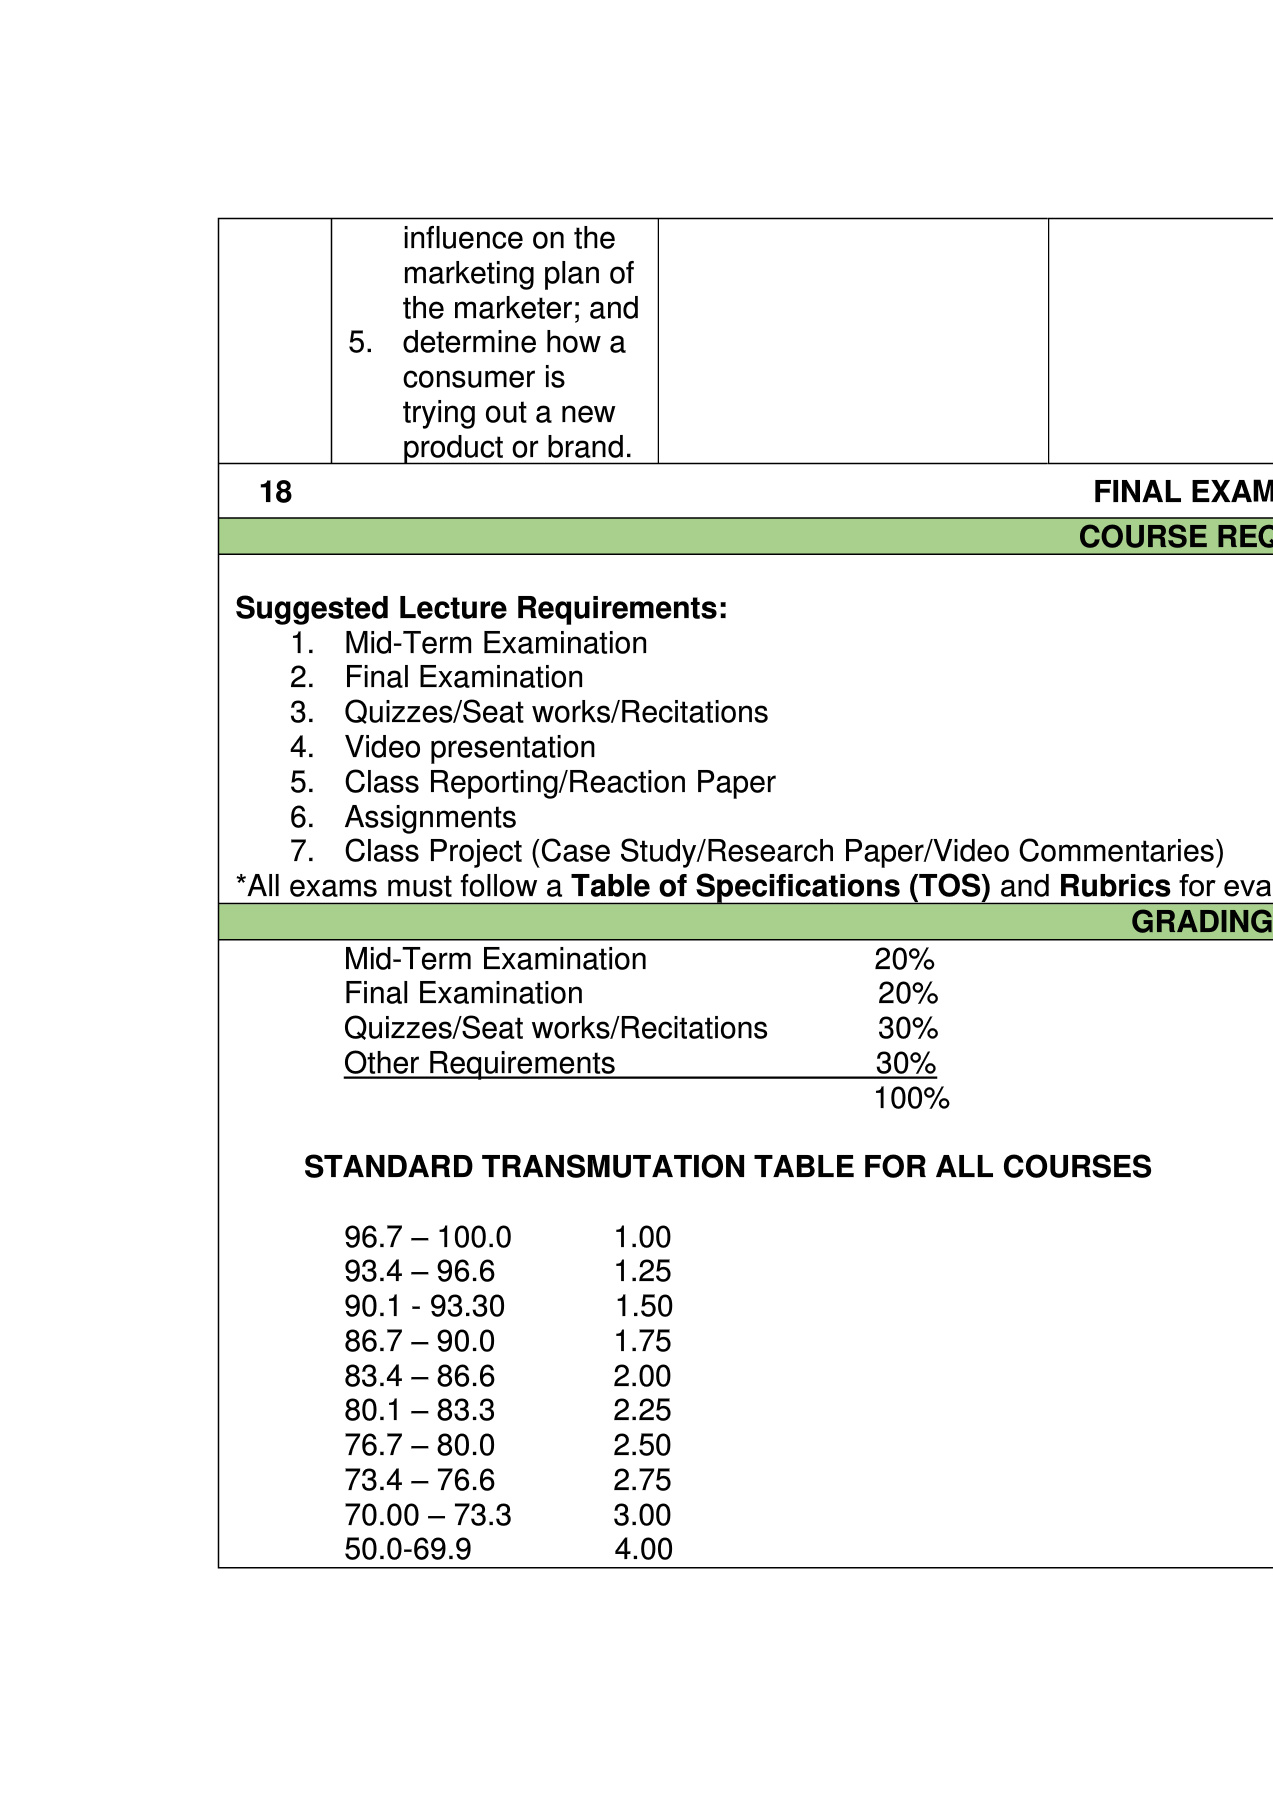 influence on the
marketing plan of
the marketer; and
5. determine how a
consumer is
trying out a new
product or brand.
18 FINAL EXAM
COURSE REQ
Suggested Lecture Requirements:
1. Mid-Term Examination
2. Final Examination
3. Quizzes/Seat works/Recitations
4. Video presentation
5. Class Reporting/Reaction Paper
6. Assignments
7. Class Project (Case Study/Research Paper/Video Commentaries)
*All exams must follow a Table of Specifications (TOS) and Rubrics for eva
GRADING
Mid-Term Examination 20%
Final Examination 20%
Quizzes/Seat works/Recitations 30%
Other Requirements 30%
100%
STANDARD TRANSMUTATION TABLE FOR ALL COURSES
96.7 – 100.0 1.00
93.4 – 96.6 1.25
90.1 - 93.30 1.50
86.7 – 90.0 1.75
83.4 – 86.6 2.00
80.1 – 83.3 2.25
76.7 – 80.0 2.50
73.4 – 76.6 2.75
70.00 – 73.3 3.00
50.0-69.9 4.00